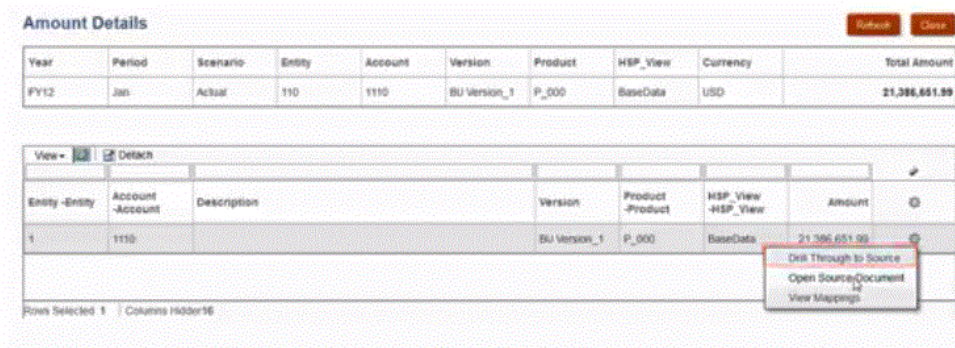 Amount Details
Refresh Close
Year Period Scenario Entity Account Version Product HSP_View Currency Total Amount
FY12 Jan Actual 110 1110 BU Version_1 P_000 BaseData USD 21,386,651.99
View Detach
Entity -Entity Account -Account Description Version Product -Product HSP_View -HSP_View Amount
1 1110 BU Version_1 P_000 BaseData 21,386,651.99
Drill Through to Source
Open Source Document
View Mappings
Rows Selected 1 Columns Hidden 16